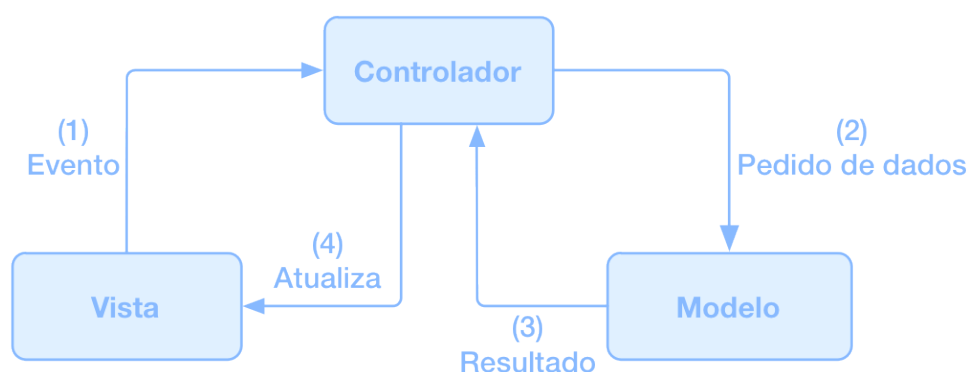 Controlador
(1)
Evento
(2)
Pedido de dados
(4)
Atualiza
Vista
Modelo
(3)
Resultado